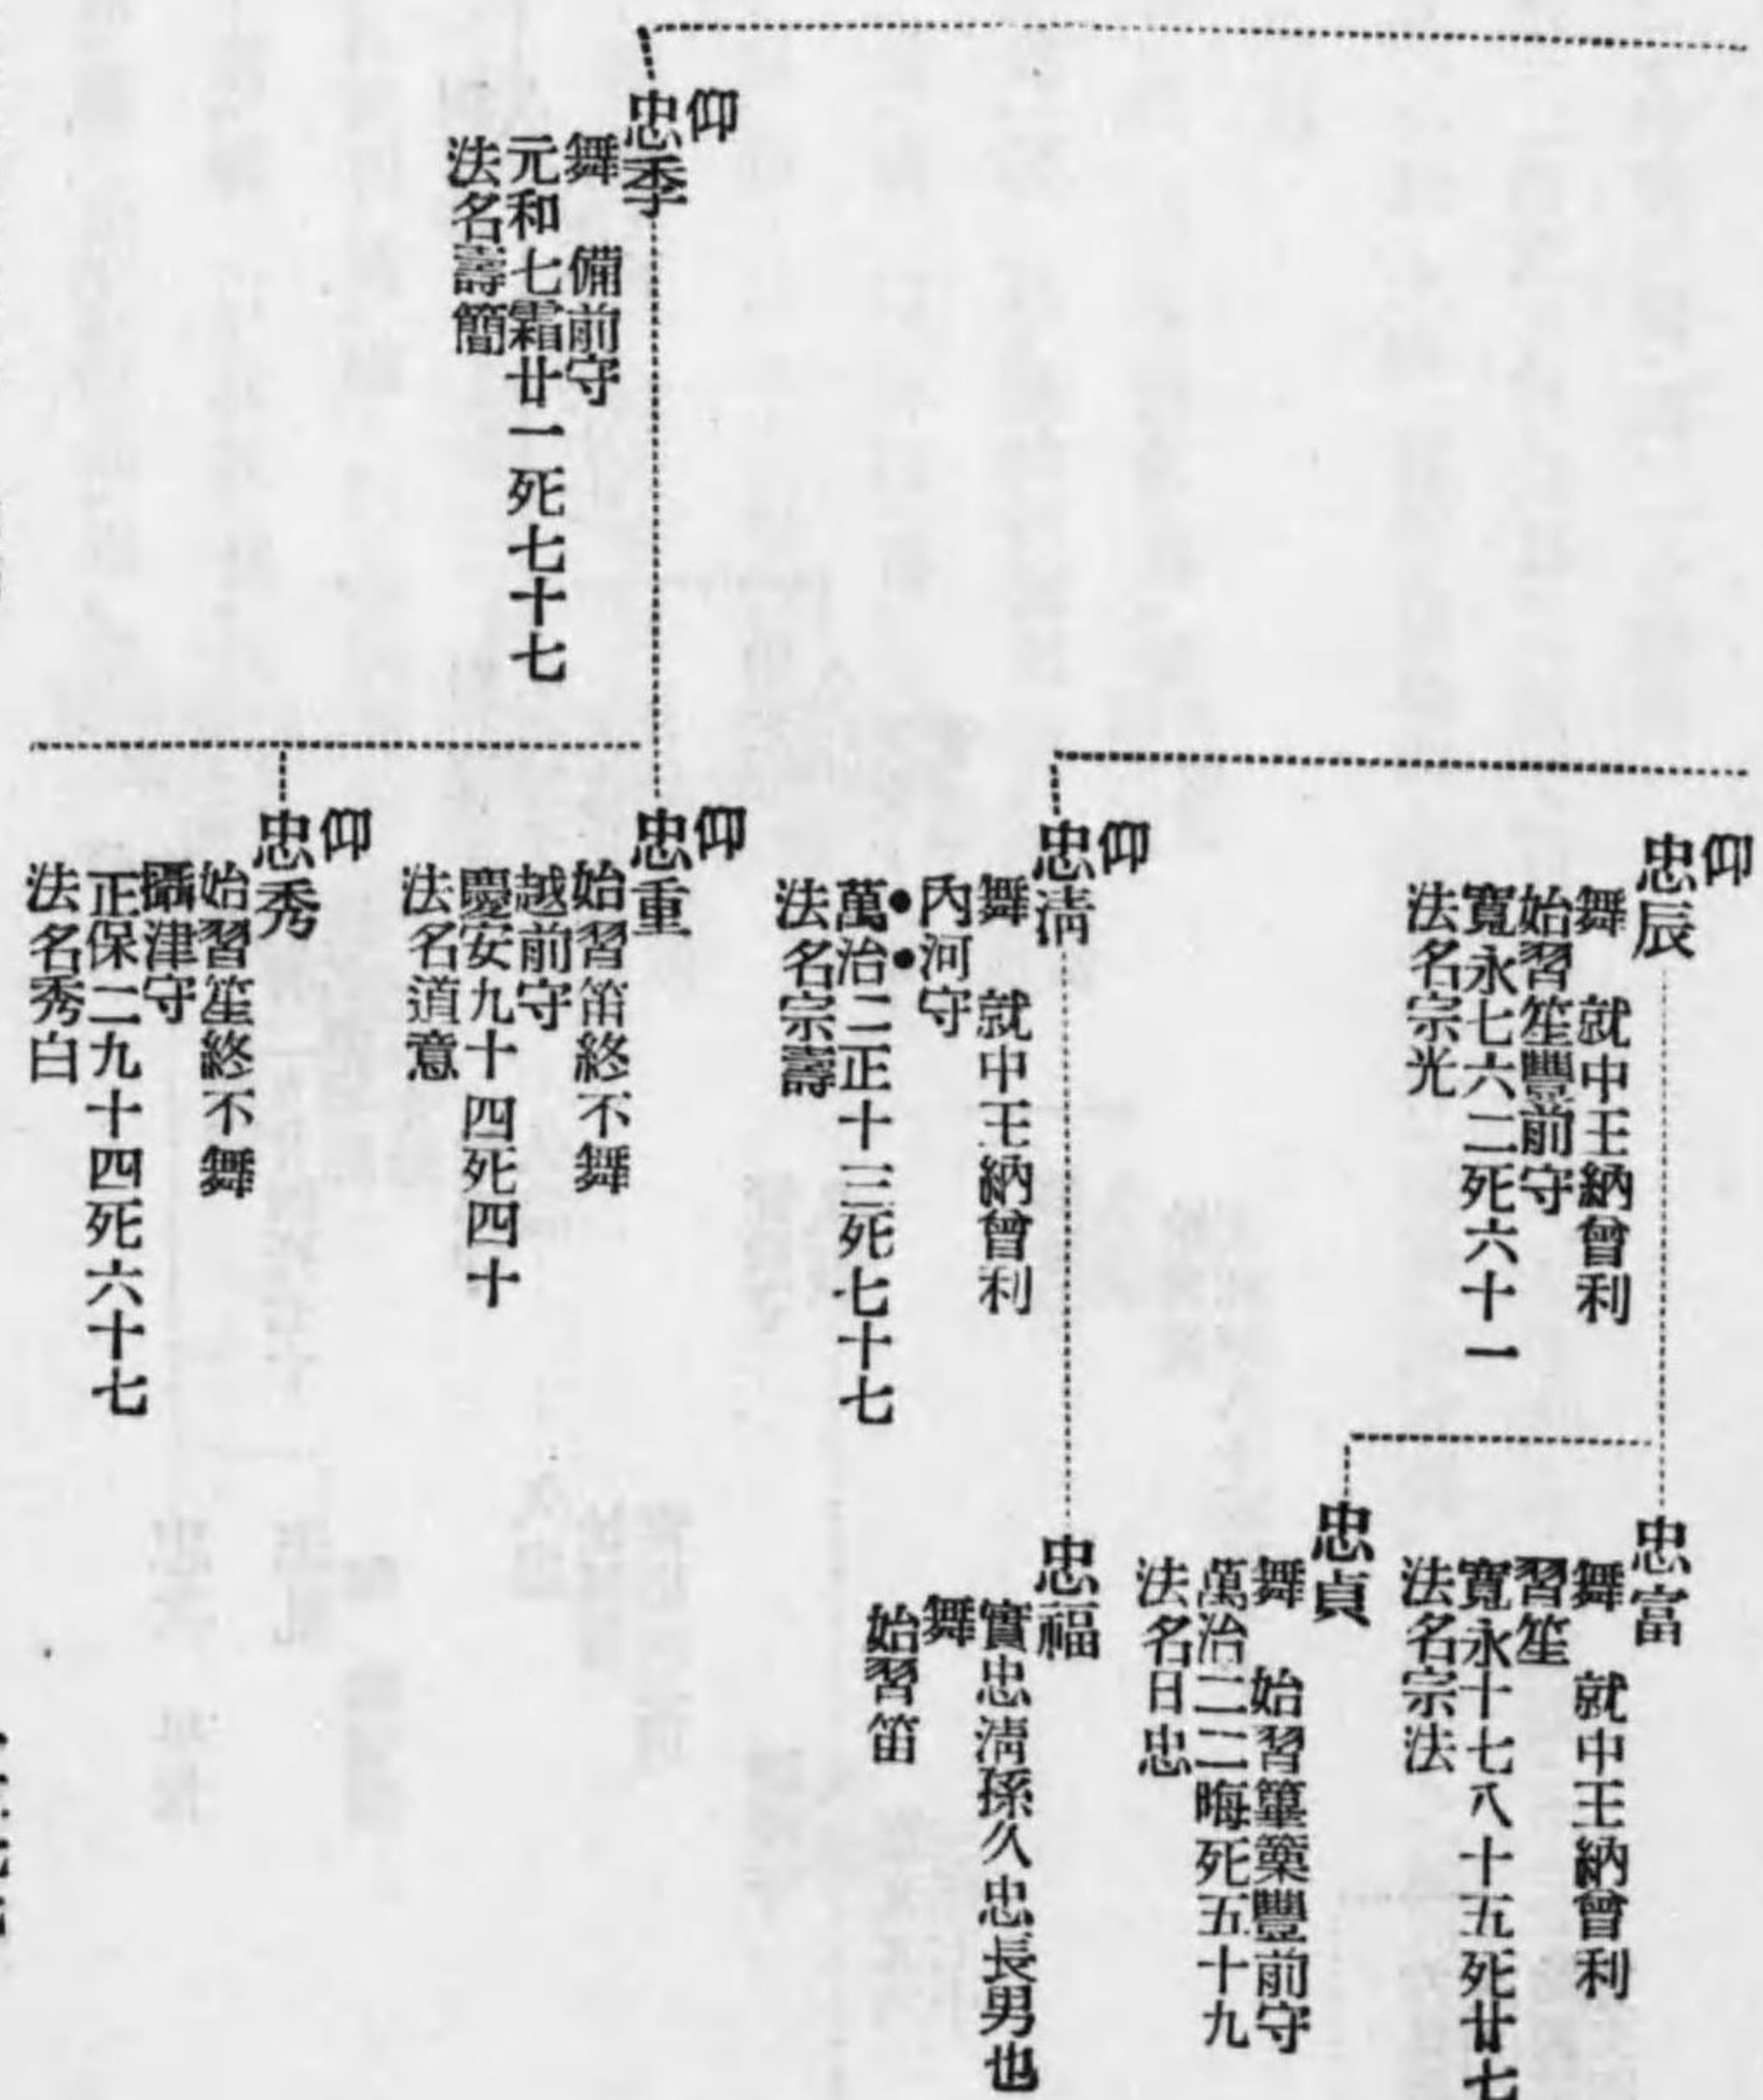 仰
忠季
舞　備前守
元和七霜廿一死七十七
法名壽簡
仰
忠辰
舞　就中王納曾利
始習笙豐前守
寬永七六二死六十一
法名宗光
仰
忠淸
舞　就中王納曾利
內河守
●●
萬治二正十三死七十七
法名宗壽
仰
忠重
始習笛終不舞
越前守
慶安九十四死四十
法名道意
仰
忠秀
始習笙終不舞
攝津守
正保二九十四死六十七
法名秀白
忠富
舞　就中王納曾利
習笙
寬永十七八十五死廿七
法名宗法
忠貞
舞　始習篳篥豐前守
萬治二二晦死五十九
法名日忠
忠福
實忠淸孫久忠長男也
舞
始習笛